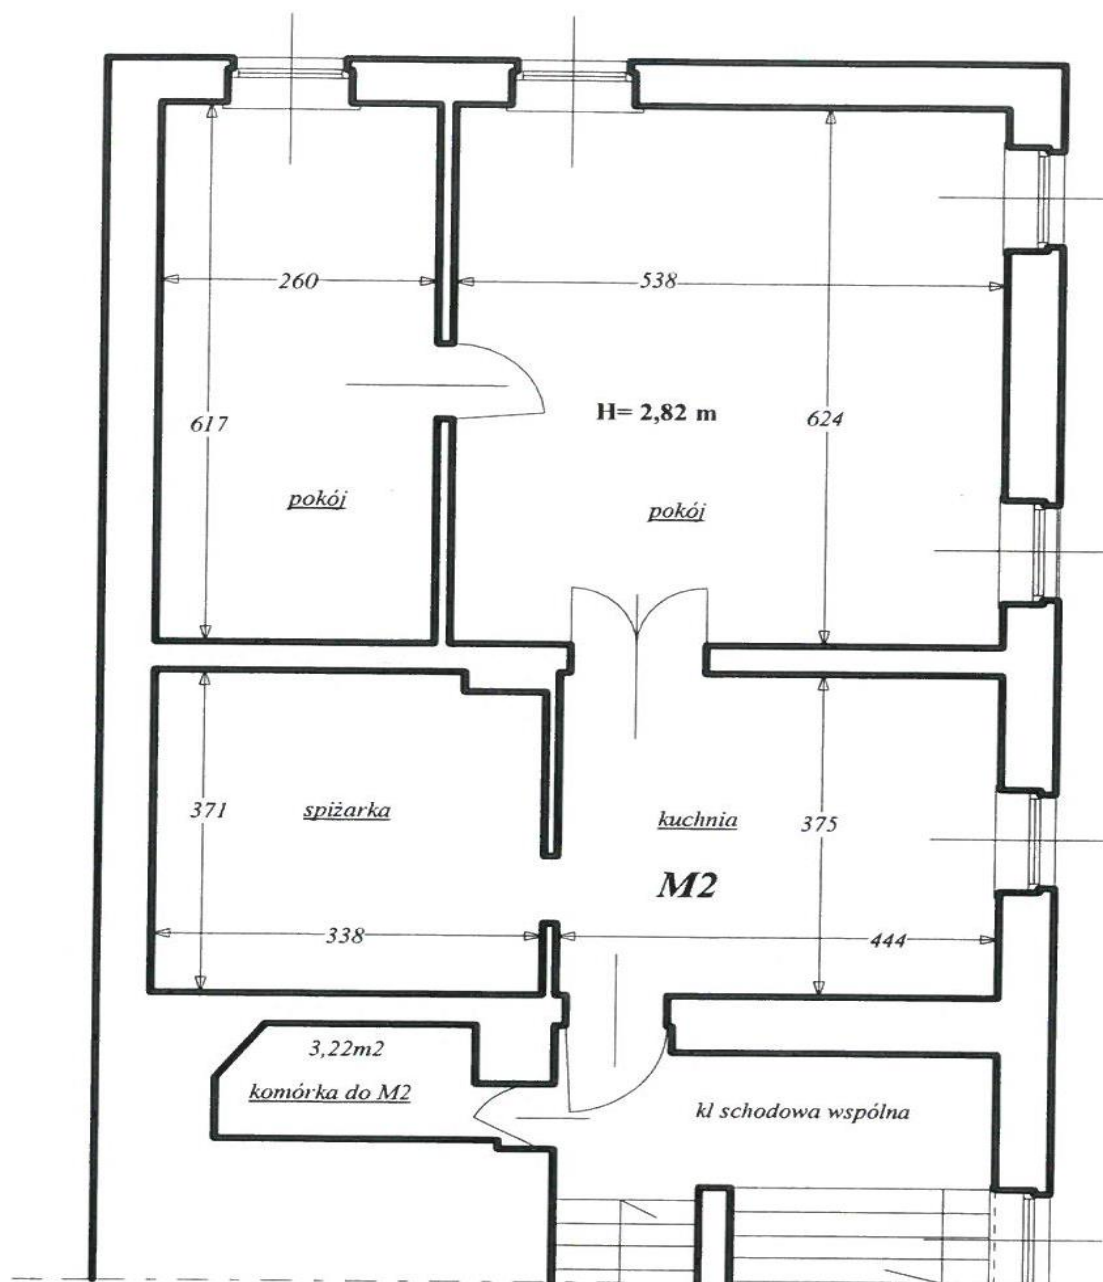 260
538
617
H= 2,82 m
624
pokój
pokój
371
spiżarka
kuchnia
375
M2
338
444
3,22m2
komórka do M2
kl schodowa wspólna